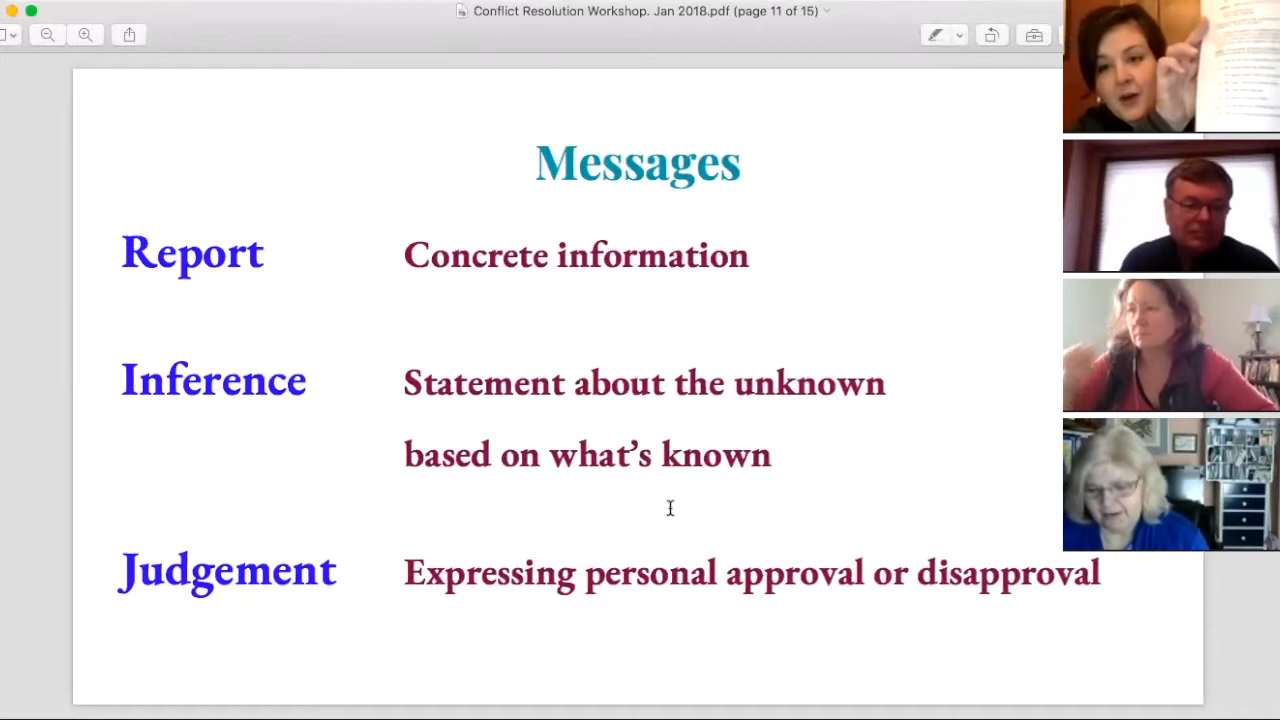 Conflict Resolution Workshop. Jan 2018.pdf (page 11 of 15)
Messages
Report Concrete information
Inference Statement about the unknown
based on what’s known
Judgement Expressing personal approval or disapproval